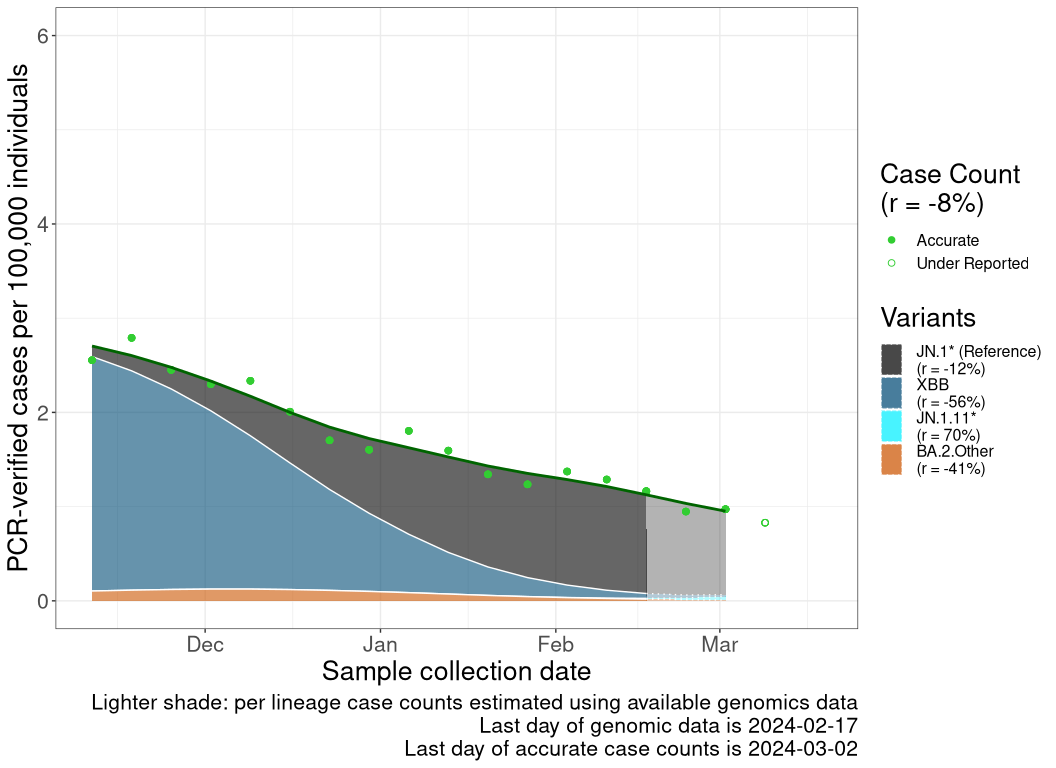 PCR-verified cases per 100,000 individuals
6
4
2
0
Dec
Jan
Feb
Mar
Sample collection date
Lighter shade: per lineage case counts estimated using available genomics data
Last day of genomic data is 2024-02-17
Last day of accurate case counts is 2024-03-02
Case Count
(r = -8%)
Accurate
Under Reported
Variants
JN.1* (Reference)
(r = -12%)
XBB
(r = -56%)
JN.1.11*
(r = 70%)
BA.2.Other
(r = -41%)